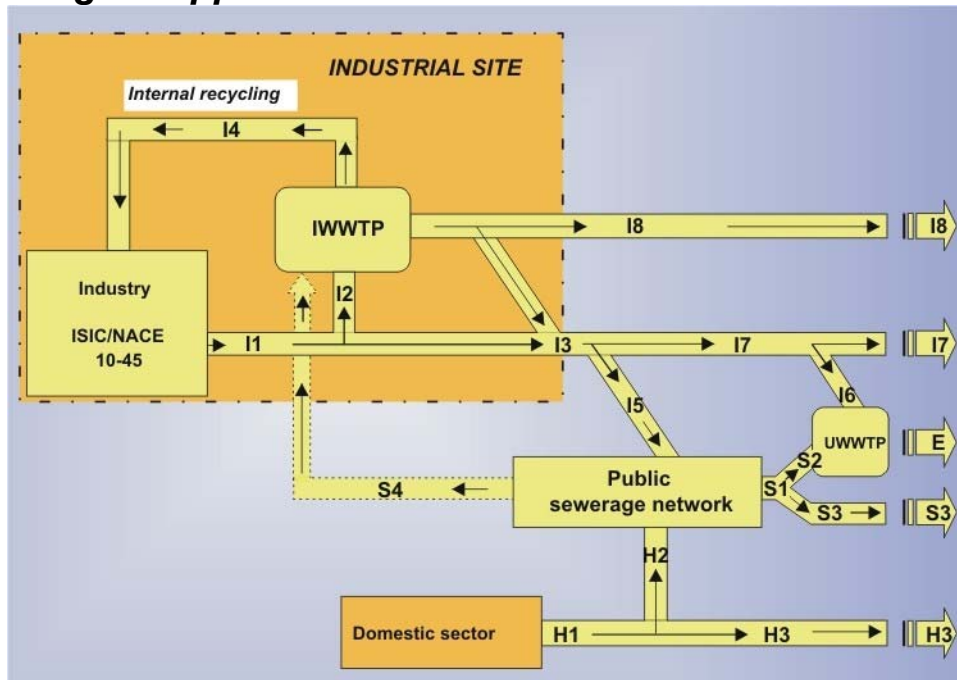 INDUSTRIAL SITE
Internal recycling
I4
IWWTP
I8
I8
Industry
ISIC/NACE
10-45
I2
I1
I3
I7
I7
I5
I6
UWWTP
E
S4
Public
sewerage network
S1
S2
S3
S3
H2
Domestic sector
H1
H3
H3